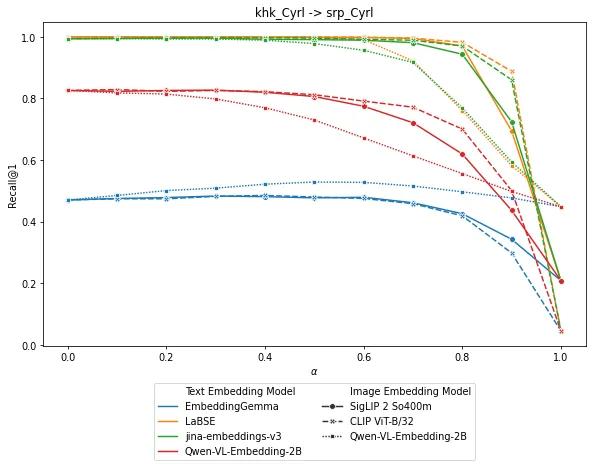 khk_Cyrl -> srp_Cyrl
Recall@1
1.0
0.8
0.6
0.4
0.2
0.0
0.0 0.2 0.4 0.6 0.8 1.0
α
Text Embedding Model Image Embedding Model
EmbeddingGemma SigLIP 2 So400m
LaBSE CLIP ViT-B/32
jina-embeddings-v3 Qwen-VL-Embedding-2B
Qwen-VL-Embedding-2B